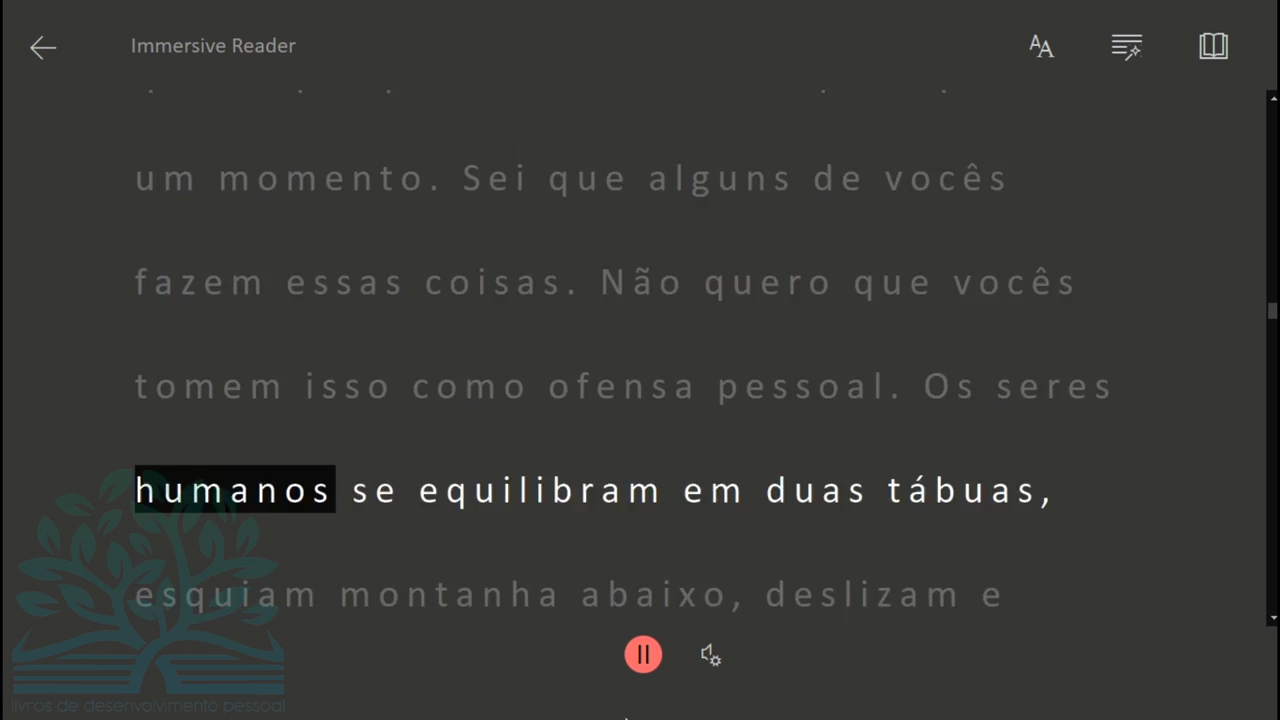 Immersive Reader
um momento. Sei que alguns de vocês
fazem essas coisas. Não quero que vocês
tomem isso como ofensa pessoal. Os seres
humanos se equilibram em duas tábuas,
esquiam montanha abaixo, deslizam e
livros de desenvolvimento pessoal